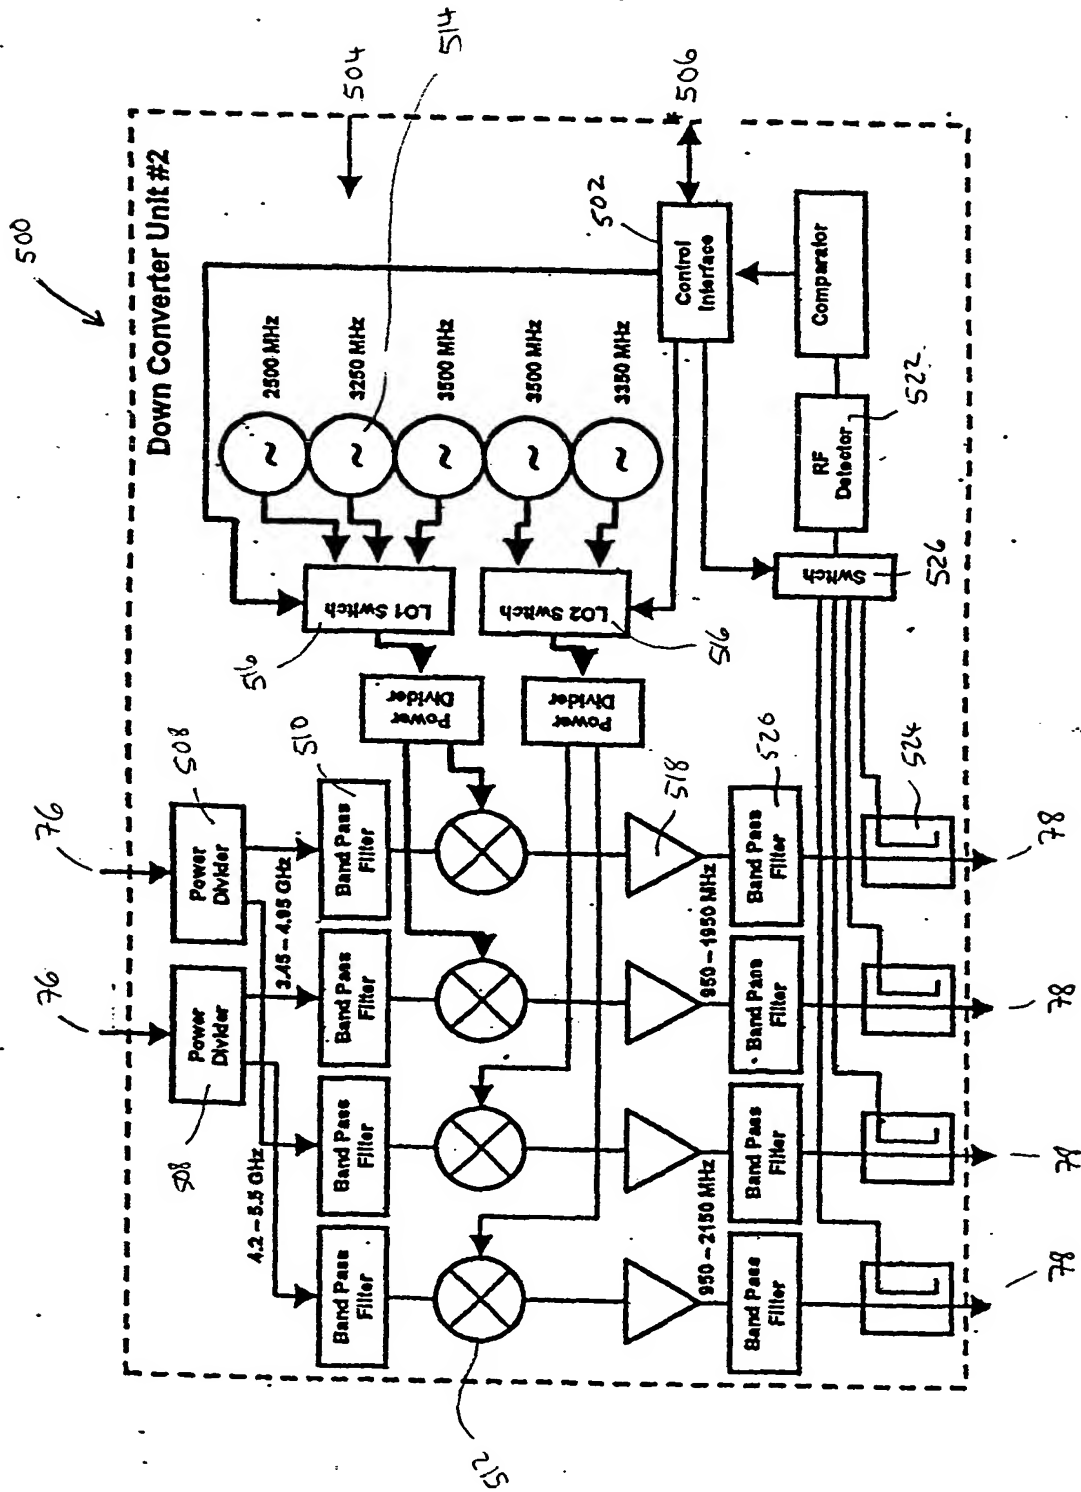 500
Down Converter Unit #2
504
514
506
2500 MHz
3250 MHz
3500 MHz
3500 MHz
3350 MHz
~
~
~
~
~
502
Control
Interface
Comparator
RF
Detector
522
Switch
526
LO1 Switch
516
LO2 Switch
516
Power
Divider
Power
Divider
76
Power
Divider
508
76
Power
Divider
508
3.45 – 4.95 GHz
4.2 – 5.5 GHz
Band Pass
Filter
510
Band Pass
Filter
Band Pass
Filter
Band Pass
Filter
512
518
950 – 1950 MHz
950 – 2150 MHz
Band Pass
Filter
520
Band Pass
Filter
Band Pass
Filter
Band Pass
Filter
524
78
78
78
78